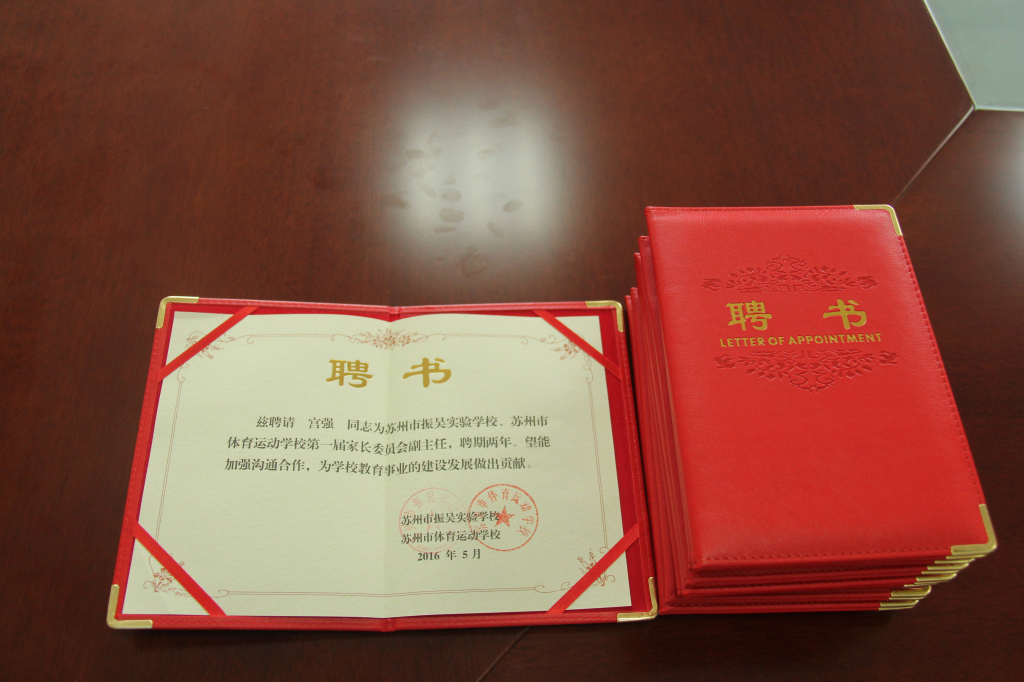 聘 书
兹聘请 宫强 同志为苏州市振吴实验学校、苏州市
体育运动学校第一届家长委员会副主任，聘期两年。望能
加强沟通合作，为学校教育事业的建设发展做出贡献。
苏州市振吴实验学校
苏州市体育运动学校
2016 年 5 月
聘 书
LETTER OF APPOINTMENT